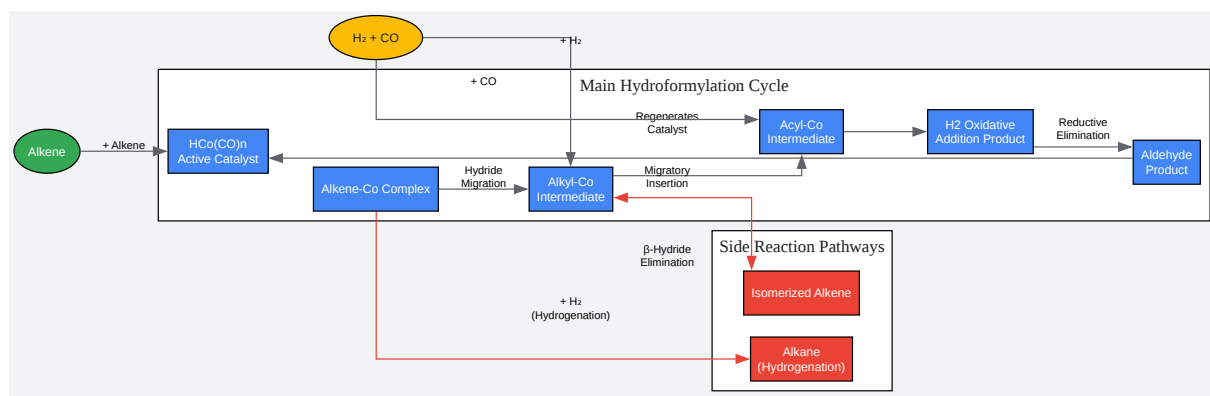 H₂ + CO
+ H₂
+ CO
Main Hydroformylation Cycle
Alkene
+ Alkene
HCo(CO)n
Active Catalyst
Regenerates
Catalyst
Acyl-Co
Intermediate
H2 Oxidative
Addition Product
Reductive
Elimination
Aldehyde
Product
Alkene-Co Complex
Hydride
Migration
Alkyl-Co
Intermediate
Migratory
Insertion
β-Hydride
Elimination
Side Reaction Pathways
Isomerized Alkene
+ H₂
(Hydrogenation)
Alkane
(Hydrogenation)